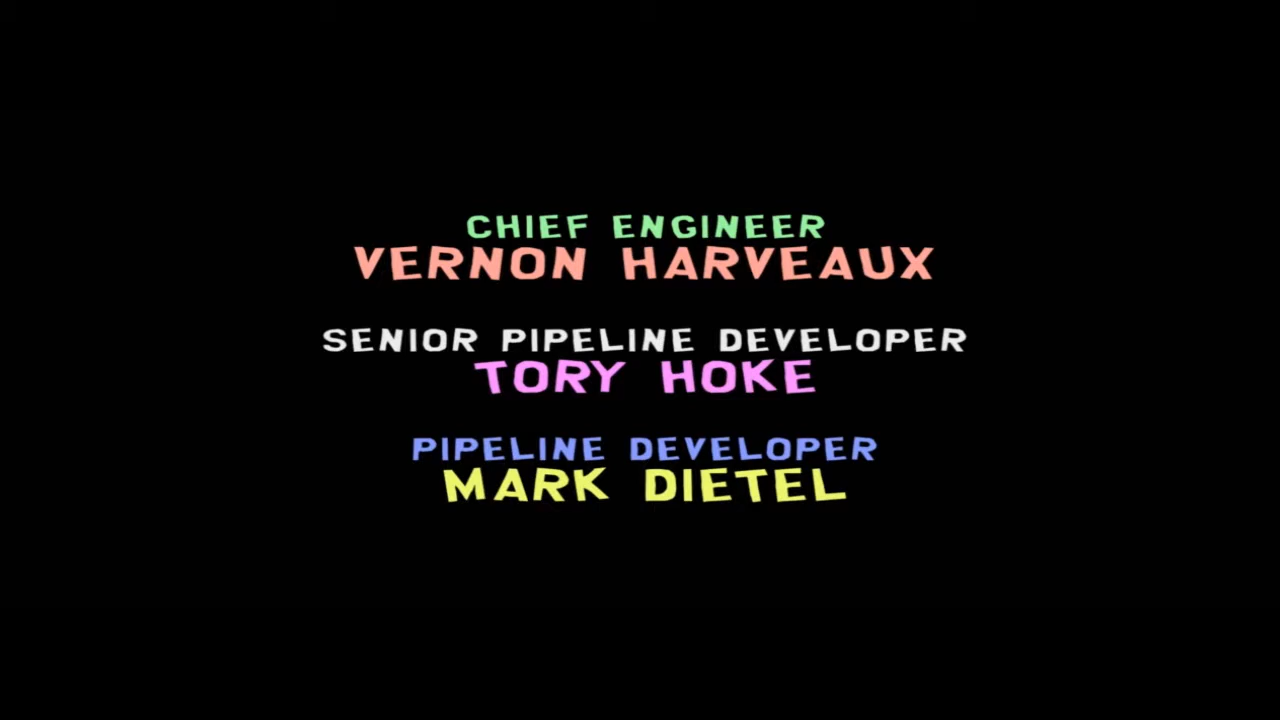 CHIEF ENGINEER
VERNON HARVEAUX
SENIOR PIPELINE DEVELOPER
TORY HOKE
PIPELINE DEVELOPER
MARK DIETEL